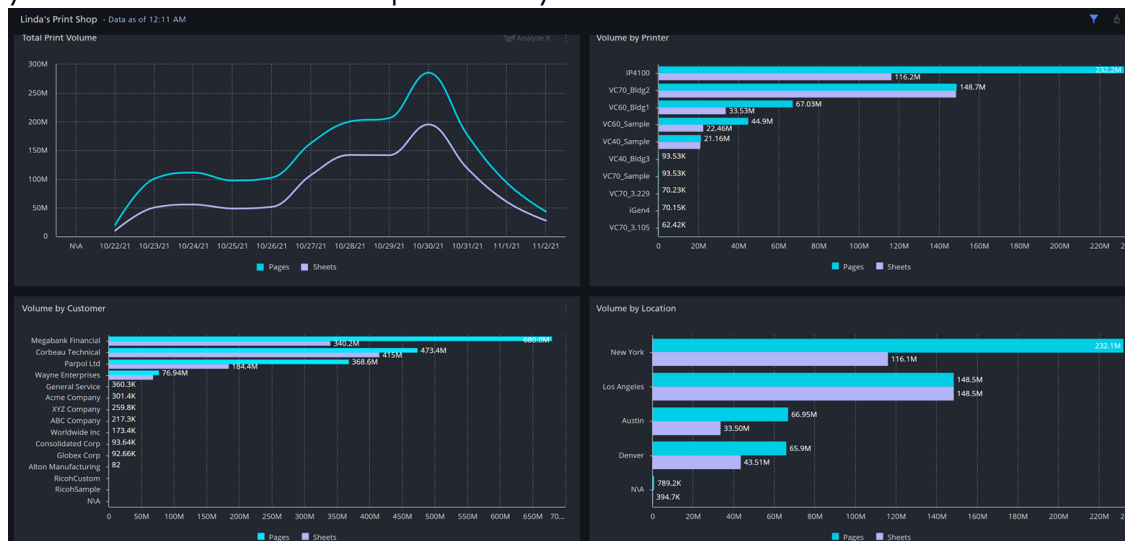 Linda's Print Shop - Data as of 12:11 AM
Total Print Volume
Analyze It
300M
250M
200M
150M
100M
50M
0
N\A 10/22/21 10/23/21 10/24/21 10/25/21 10/26/21 10/27/21 10/28/21 10/29/21 10/30/21 10/31/21 11/1/21 11/2/21
Pages Sheets
Volume by Printer
IP4100 232.2M
116.2M
VC70_Bldg2 148.7M
VC60_Bldg1 67.03M
33.53M
VC60_Sample 44.9M
22.46M
VC40_Sample 21.16M
VC40_Bldg3 93.53K
VC70_Sample 93.53K
VC70_3.229 70.23K
iGen4 70.15K
VC70_3.105 62.42K
0 20M 40M 60M 80M 100M 120M 140M 160M 180M 200M 220M 2
Pages Sheets
Volume by Customer
Megabank Financial 680.0M
340.2M
Corbeau Technical 473.4M
415M
Parpol Ltd 368.6M
184.4M
Wayne Enterprises 76.94M
General Service 360.3K
Acme Company 301.4K
XYZ Company 259.8K
ABC Company 217.3K
Worldwide Inc 173.4K
Consolidated Corp 93.64K
Globex Corp 92.66K
Alton Manufacturing 82
RicohCustom
RicohSample
N\A
0 50M 100M 150M 200M 250M 300M 350M 400M 450M 500M 550M 600M 650M 70...
Pages Sheets
Volume by Location
New York 232.1M
116.1M
Los Angeles 148.5M
148.5M
Austin 66.95M
33.50M
Denver 65.9M
43.51M
N\A 789.2K
394.7K
0 20M 40M 60M 80M 100M 120M 140M 160M 180M 200M 220M 2
Pages Sheets